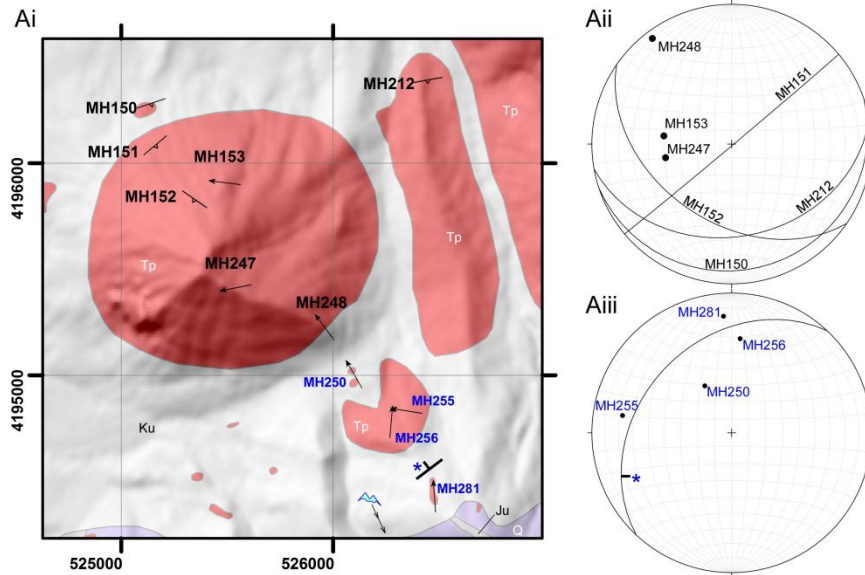 Ai
MH150
MH151
MH153
MH152
MH212
Tp
Tp
Tp
MH247
MH248
MH250
MH255
Tp
MH256
Ku
*
MH281
Ju
Q
4196000
4195000
525000
526000
Aii
MH248
MH151
MH153
MH247
MH152
MH212
MH150
Aiii
MH281
MH256
MH250
MH255
*